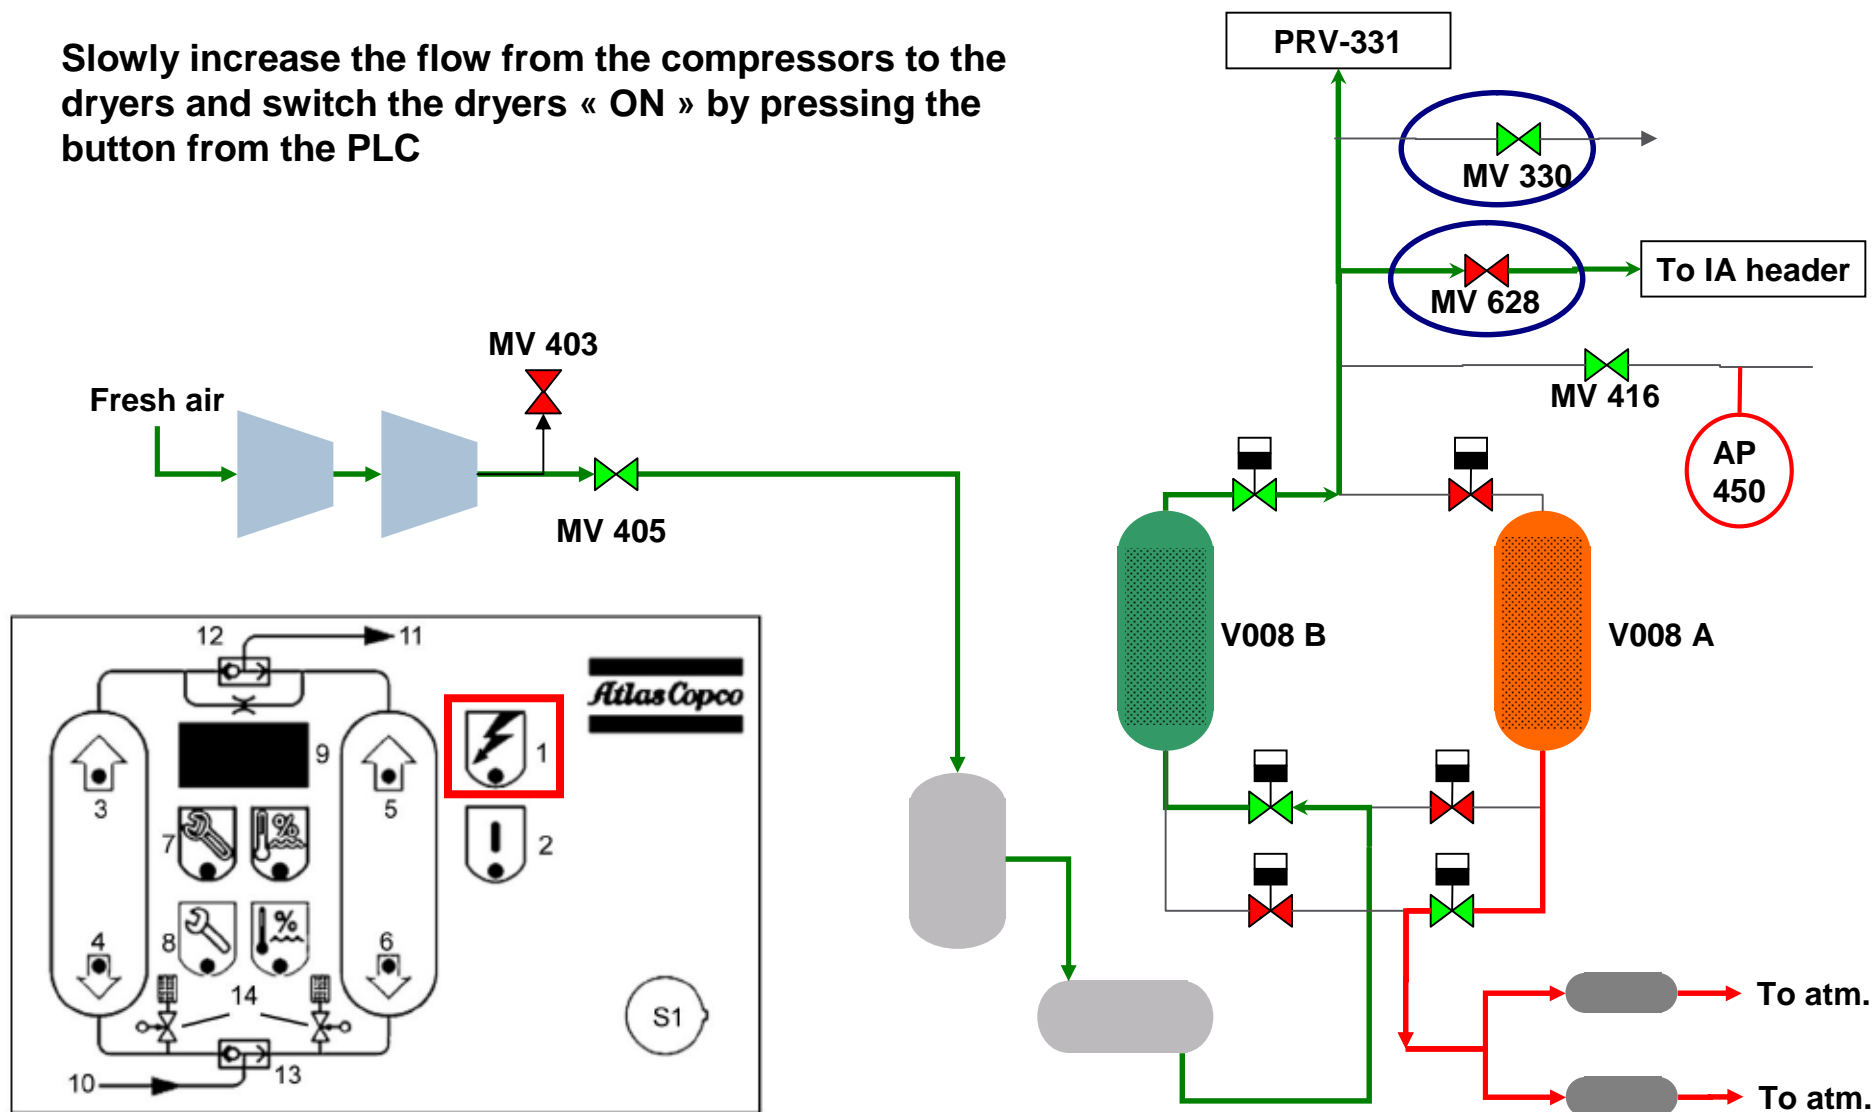 Slowly increase the flow from the compressors to the
dryers and switch the dryers « ON » by pressing the
button from the PLC
PRV-331
MV 330
To IA header
MV 628
MV 403
MV 416
Fresh air
AP
450
MV 405
V008 B
V008 A
12
11
Atlas Copco
9
1
3
5
7
%
2
4
8
%
6
14
S1
10
13
To atm.
To atm.